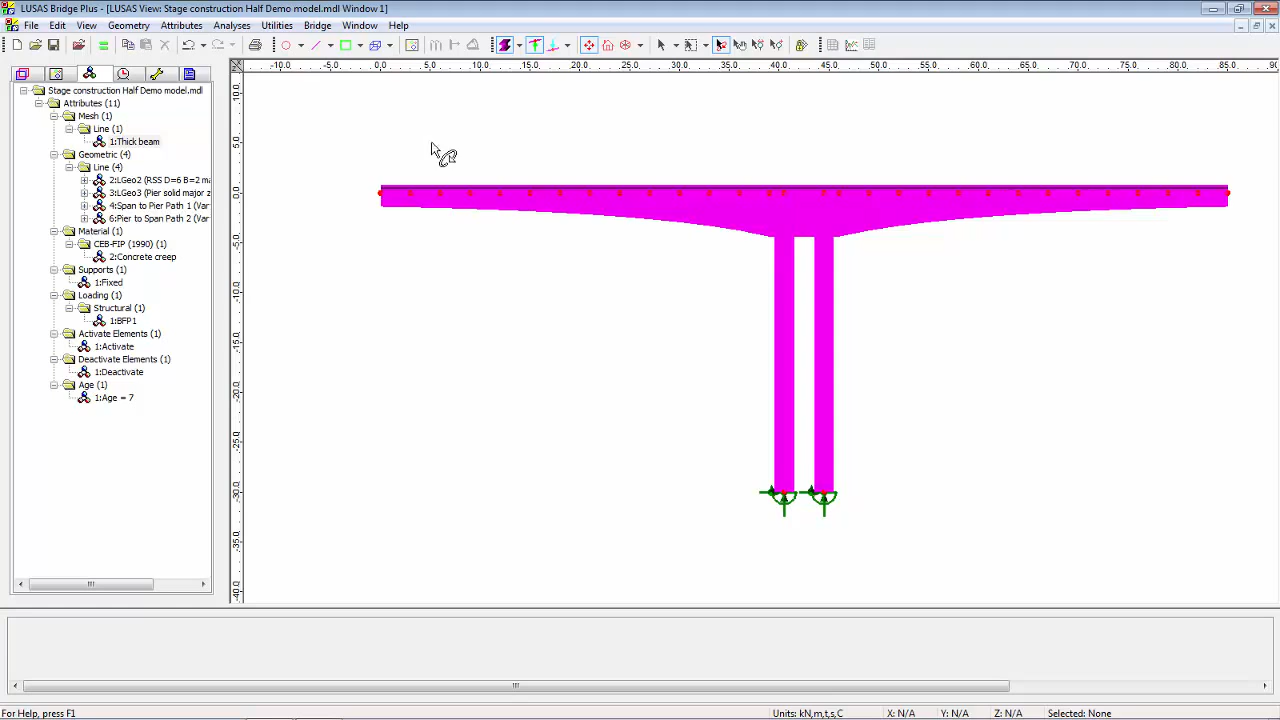 LUSAS Bridge Plus - [LUSAS View: Stage construction Half Demo model.mdl Window 1]
File Edit View Geometry Attributes Utilities Analyses Bridge Window Help
-10.0 0.0 5.0 10.0 15.0 20.0 25.0 30.0 35.0 40.0 45.0 50.0 55.0 60.0 65.0 70.0 75.0 80.0 85.0 90.
10.0
5.0
0.0
-5.0
-10.0
-15.0
-20.0
-25.0
-30.0
-35.0
-40.0
Stage construction Half Demo model.mdl
Attributes (11)
Mesh (1)
Line (1)
1:Thick beam
Geometric (4)
Line (4)
2:LGeo2 (RSS D=6 B=2 ma
3:LGeo3 (Pier solid major z
4:Span to Pier Path 1 (Var
6:Pier to Span Path 2 (Var
Material (1)
CEB-FIP (1990) (1)
2:Concrete creep
Supports (1)
1:Fixed
Loading (1)
Structural (1)
1:BFP1
Activate Elements (1)
1:Activate
Deactivate Elements (1)
1:Deactivate
Age (1)
1:Age = 7
For Help, press F1
Units: kN,m,t,s,C X: N/A Y: N/A Z: N/A Selected: None